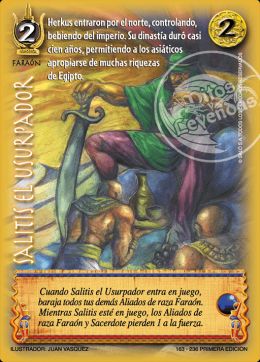 2
FARAÓN
2
Herkus entraron por el norte, controlando,
bebiendo del imperio. Su dinastía duró casi
cien años, permitiendo a los asiáticos
apropiarse de muchas riquezas
de Egipto.
SALITIS EL USURPADOR
Mitos y
Leyendas
Cuando Salitis el Usurpador entra en juego,
baraja todos tus demás Aliados de raza Faraón.
Mientras Salitis esté en juego, los Aliados de
raza Faraón y Sacerdote pierden 1 a la fuerza.
ILUSTRADOR: JUAN VASQUEZ
163 - 236 PRIMERA EDICION